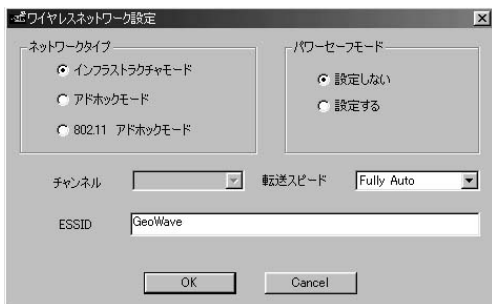 ワイヤレスネットワーク設定
ネットワークタイプ
インフラストラクチャモード
アドホックモード
802.11 アドホックモード
パワーセーフモード
設定しない
設定する
チャンネル
転送スピード
Fully Auto
ESSID
GeoWave
OK
Cancel